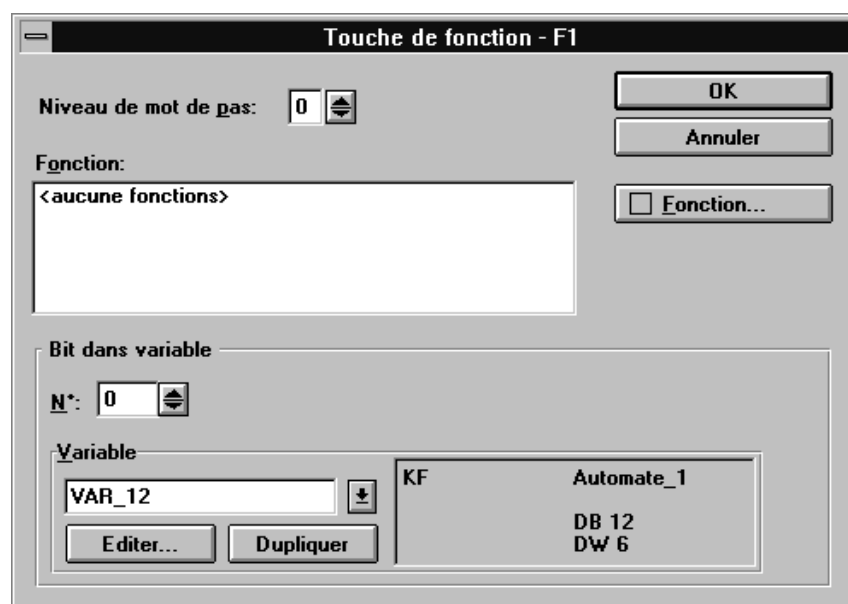 Touche de fonction - F1
Niveau de mot de pas: 0
OK
Annuler
Fonction:
<aucune fonctions>
Fonction...
Bit dans variable
N°: 0
Variable
VAR_12
Editer... Dupliquer
KF Automate_1
DB 12
DW 6